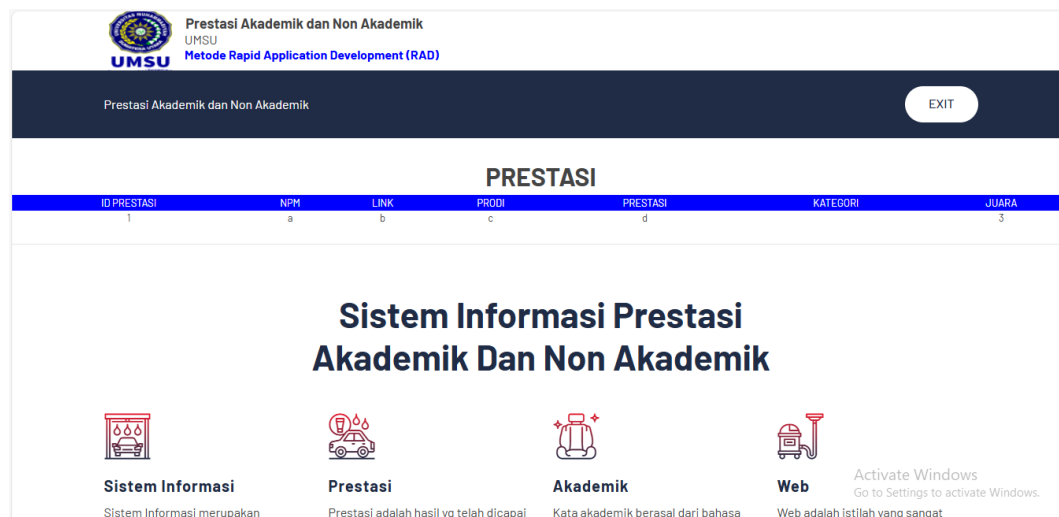 Prestasi Akademik dan Non Akademik
UMSU
Metode Rapid Application Development (RAD)
UMSU
Prestasi Akademik dan Non Akademik
EXIT
PRESTASI
ID PRESTASI NPM LINK PRODI PRESTASI KATEGORI JUARA
1 a b c d 3
Sistem Informasi Prestasi
Akademik Dan Non Akademik
Sistem Informasi Prestasi Akademik Web
Sistem Informasi merupakan Prestasi adalah hasil yg telah dicapai Kata akademik berasal dari bahasa Web adalah istilah yang sangat
Activate Windows
Go to Settings to activate Windows.